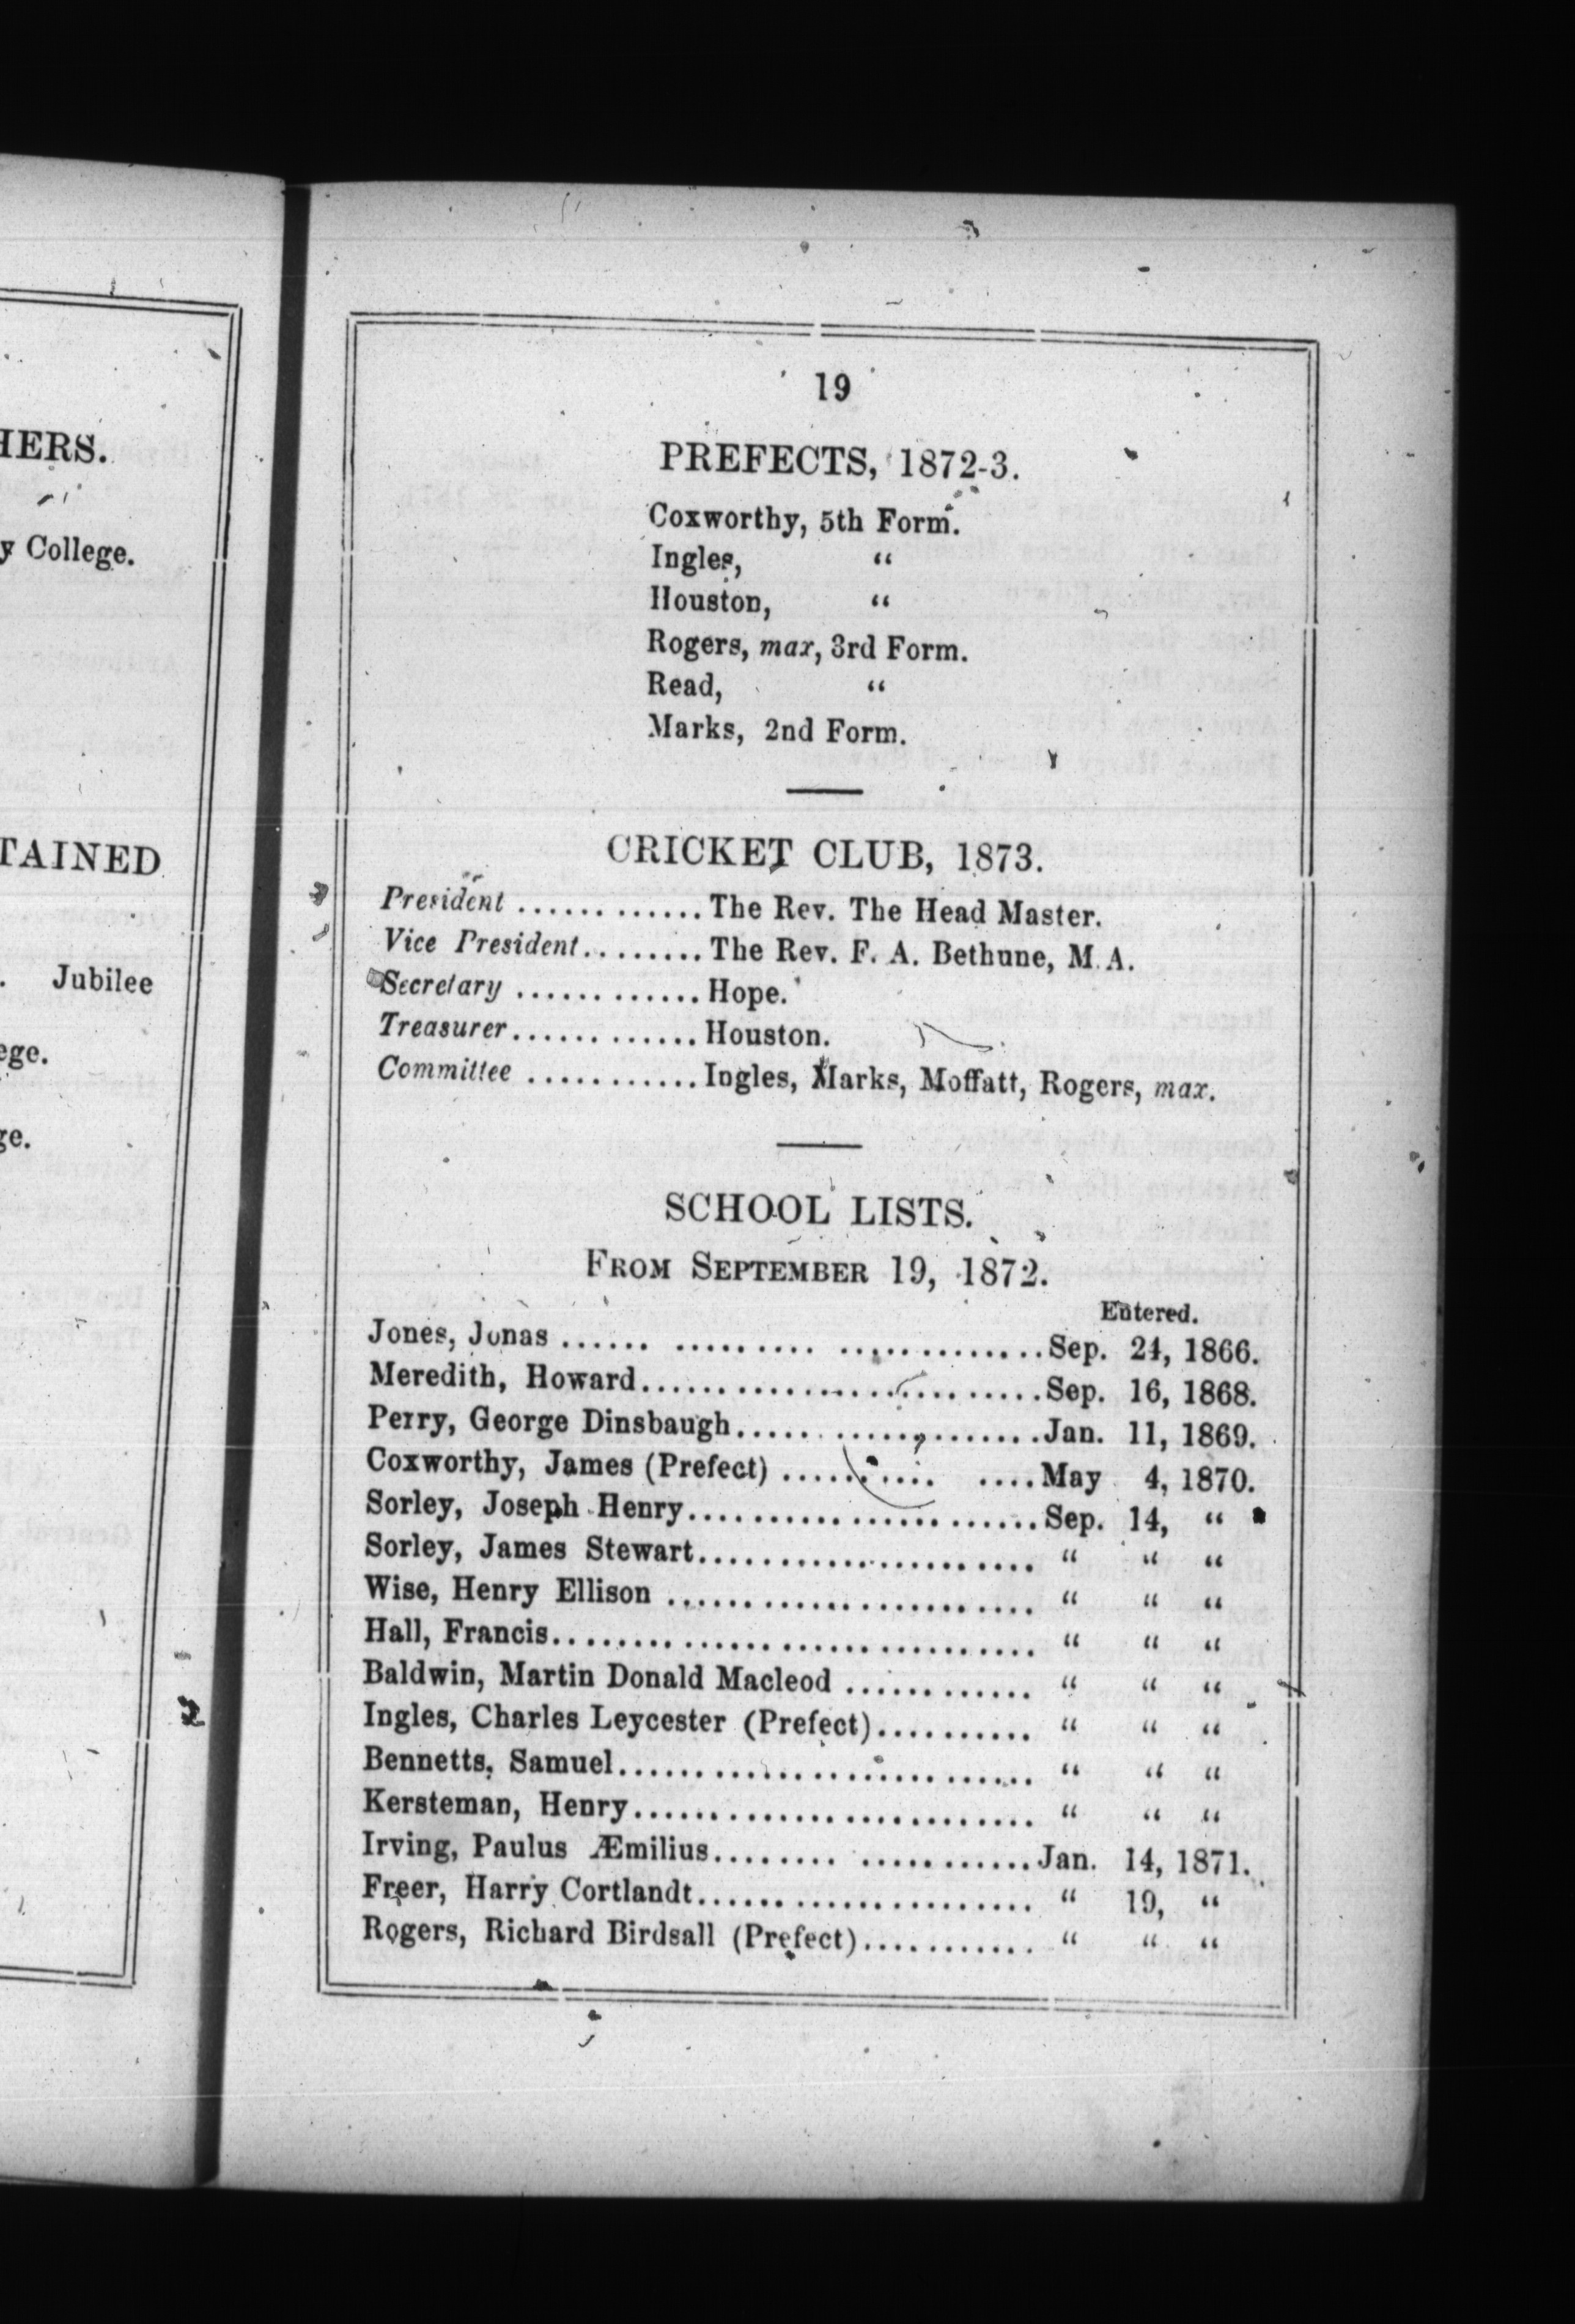 HERS.
y College.
TAINED
. Jubilee
ege.
ge.
19
PREFECTS, 1872-3.
Coxworthy, 5th Form.
Ingles, “
Houston, “
Rogers, max, 3rd Form.
Read, “
Marks, 2nd Form.
CRICKET CLUB, 1873.
President ............ The Rev. The Head Master.
Vice President......... The Rev. F. A. Bethune, M.A.
Secretary ............ Hope.
Treasurer............ Houston.
Committee ........... Ingles, Marks, Moffatt, Rogers, max.
SCHOOL LISTS.
FROM SEPTEMBER 19, 1872.
Entered.
Jones, Jonas ...... ......... ..............Sep. 24, 1866.
Meredith, Howard..........................Sep. 16, 1868.
Perry, George Dinsbaugh....................Jan. 11, 1869.
Coxworthy, James (Prefect) .......... ....May 4, 1870.
Sorley, Joseph Henry.......................Sep. 14, “
Sorley, James Stewart...................... “ “ “
Wise, Henry Ellison ........................ “ “ “
Hall, Francis.............................. “ “ “
Baldwin, Martin Donald Macleod ............ “ “ “
Ingles, Charles Leycester (Prefect).......... “ “ “
Bennetts, Samuel........................... “ “ “
Kersteman, Henry.......................... “ “ “
Irving, Paulus Æmilius........ ...........Jan. 14, 1871.
Freer, Harry Cortlandt...................... “ 19, “
Rogers, Richard Birdsall (Prefect)........... “ “ “